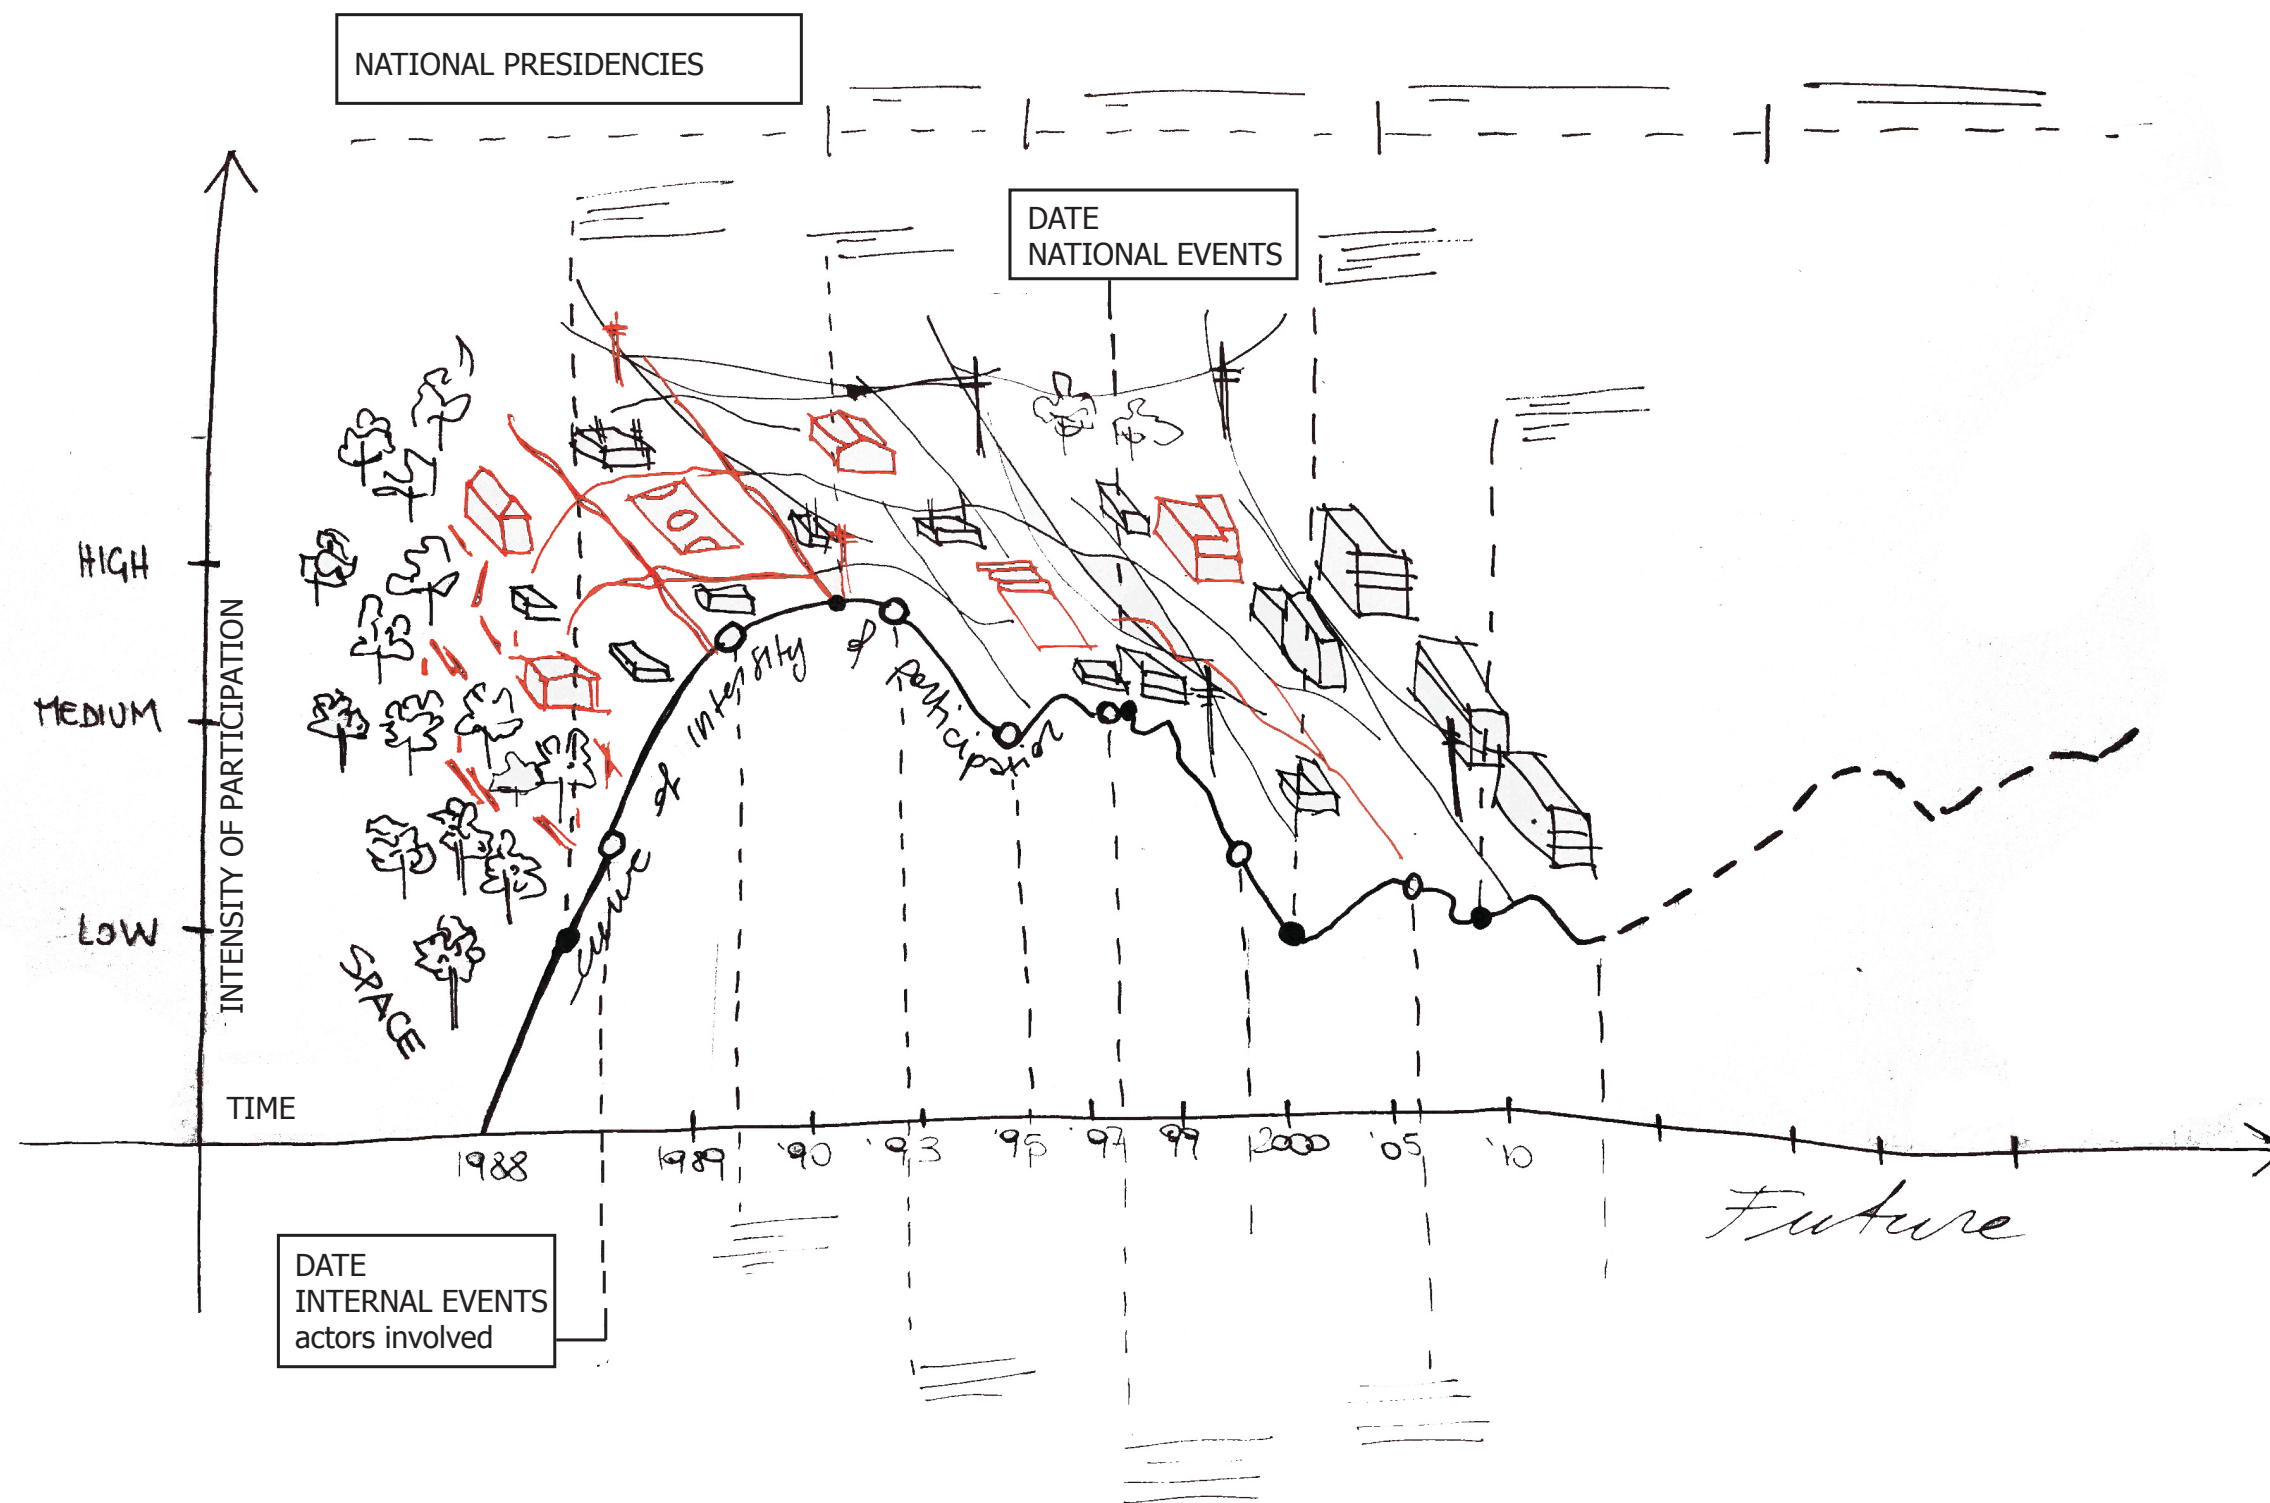 NATIONAL PRESIDENCIES
DATE
NATIONAL EVENTS
HIGH
MEDIUM
LOW
INTENSITY OF PARTICIPATION
SPACE
curve of intensity of participation
TIME
1988
1989
'90
'93
'95
'97
'99
2000
'05
'10
Future
DATE
INTERNAL EVENTS
actors involved